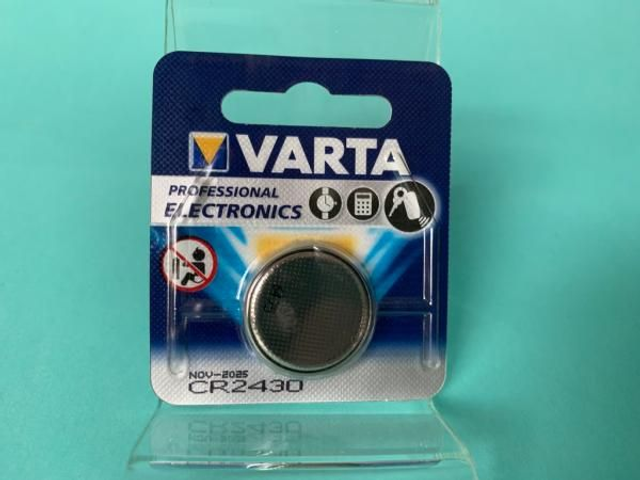 VARTA
PROFESSIONAL
ELECTRONICS
NOV-2025
CR2430